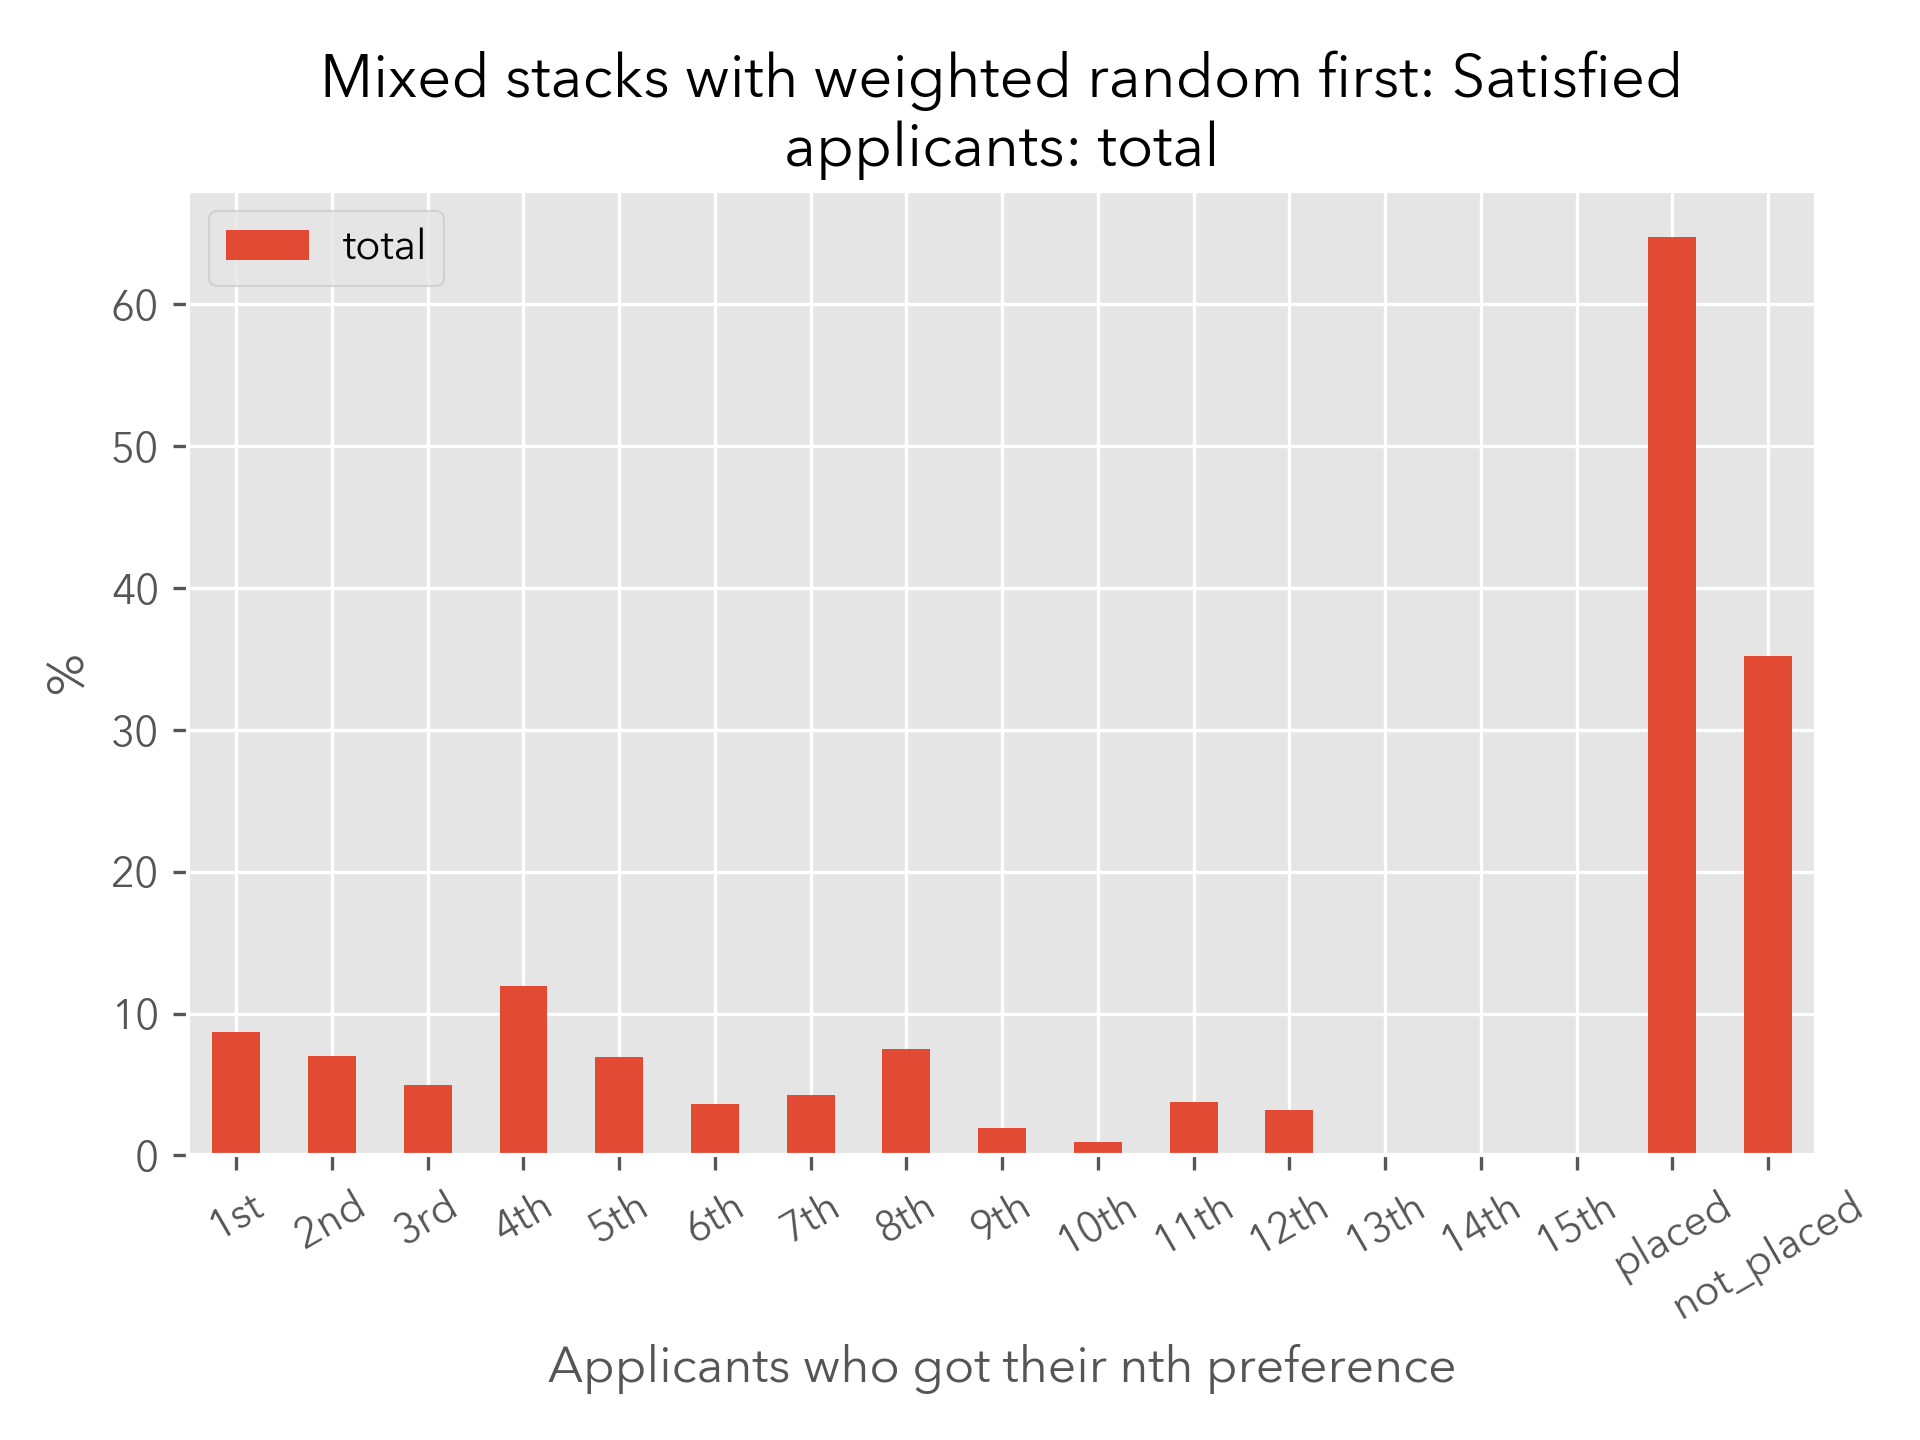 Mixed stacks with weighted random first: Satisfied
applicants: total
total
60
50
40
30
20
10
0
%
1st
2nd
3rd
4th
5th
6th
7th
8th
9th
10th
11th
12th
13th
14th
15th
placed
not_placed
Applicants who got their nth preference